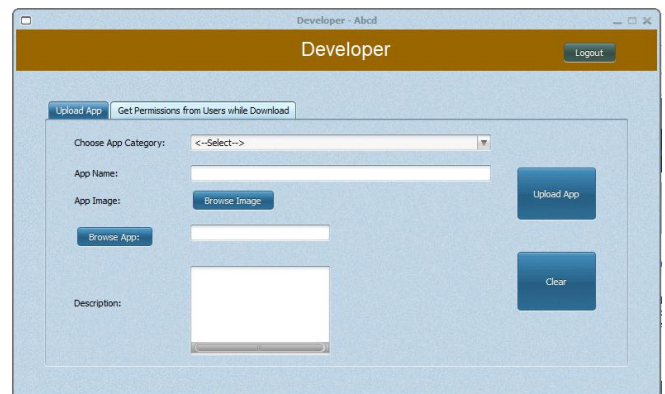 Developer - Abcd
Developer
Logout
Upload App
Get Permissions from Users while Download
Choose App Category:
<--Select-->
App Name:
App Image:
Browse Image
Upload App
Browse App:
Clear
Description: